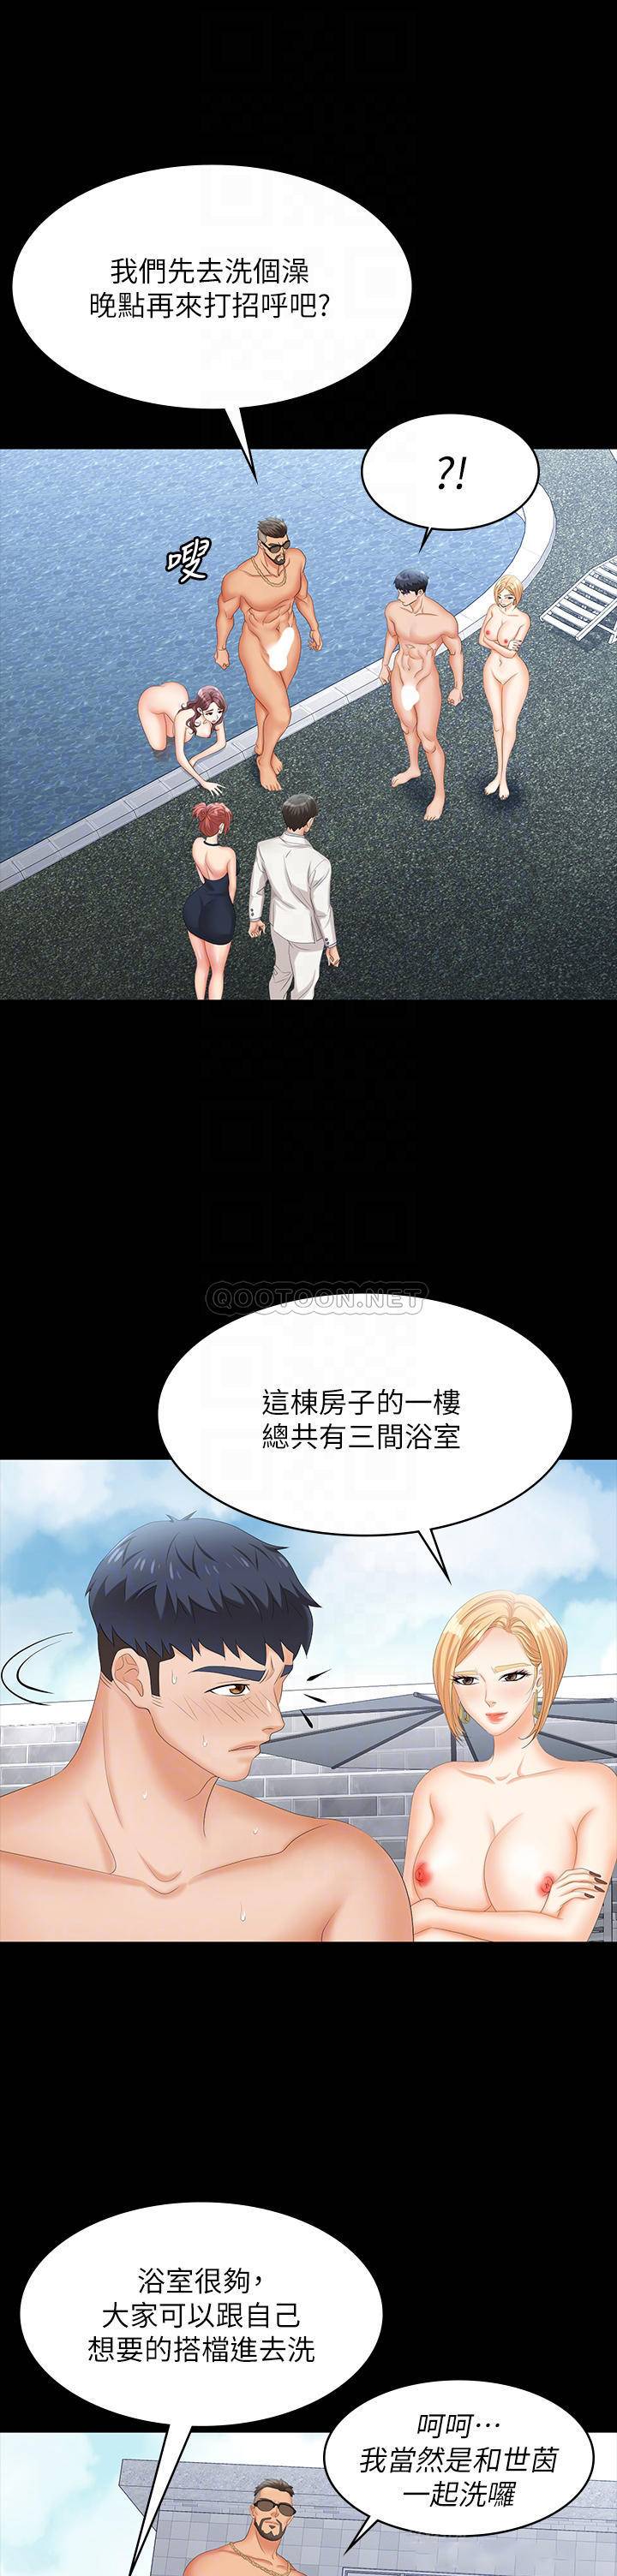 我們先去洗個澡
晚點再來打招呼吧?
?!
嗖
QOOTOON.NET
這棟房子的一樓
總共有三間浴室
浴室很夠,
大家可以跟自己
想要的搭檔進去洗
呵呵…
我當然是和世茵
一起洗囉